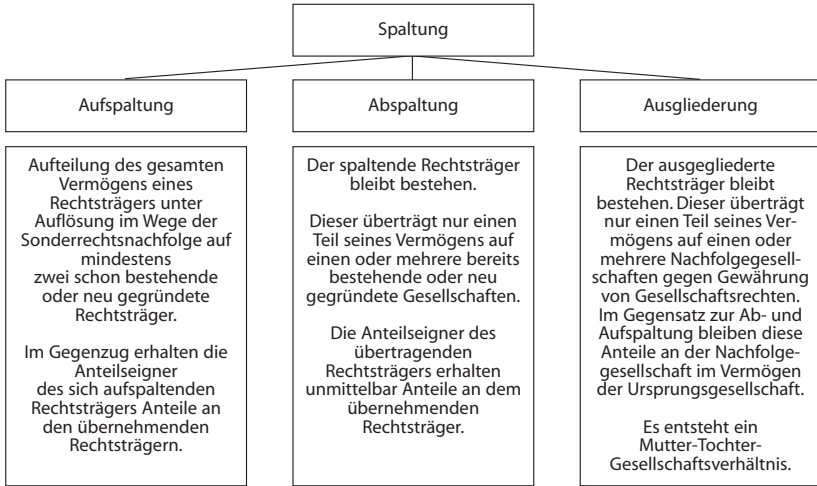 Spaltung
Aufspaltung
Abspaltung
Ausgliederung
Aufteilung des gesamten
Vermögens eines
Rechtsträgers unter
Auflösung im Wege der
Sonderrechtsnachfolge auf
mindestens
zwei schon bestehende
oder neu gegründete
Rechtsträger.
Im Gegenzug erhalten die
Anteilseigner
des sich aufspaltenden
Rechtsträgers Anteile an
den übernehmenden
Rechtsträgern.
Der spaltende Rechtsträger
bleibt bestehen.
Dieser überträgt nur einen
Teil seines Vermögens auf
einen oder mehrere bereits
bestehende oder neu
gegründete Gesellschaften.
Die Anteilseigner des
übertragenden
Rechtsträgers erhalten
unmittelbar Anteile an dem
übernehmenden
Rechtsträger.
Der ausgegliederte
Rechtsträger bleibt
bestehen. Dieser überträgt
nur einen Teil seines Ver-
mögens auf einen oder
mehrere Nachfolgegesell-
schaften gegen Gewährung
von Gesellschaftsrechten.
Im Gegensatz zur Ab- und
Aufspaltung bleiben diese
Anteile an der Nachfolge-
gesellschaft im Vermögen
der Ursprungsgesellschaft.
Es entsteht ein
Mutter-Tochter-
Gesellschaftsverhältnis.